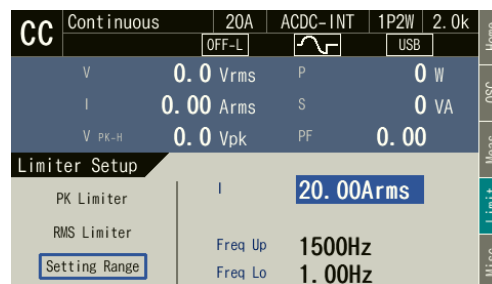 CC Continuous 20A ACDC-INT 1P2W 2.0k
OFF-L USB
V 0.0 Vrms P 0 W
I 0.00 Arms S 0 VA
V PK-H 0.0 Vpk PF 0.00
Limiter Setup
PK Limiter I 20.00Arms
RMS Limiter
Freq Up 1500Hz
Setting Range Freq Lo 1.00Hz
Home
OSC
Meas
Limit
Misc